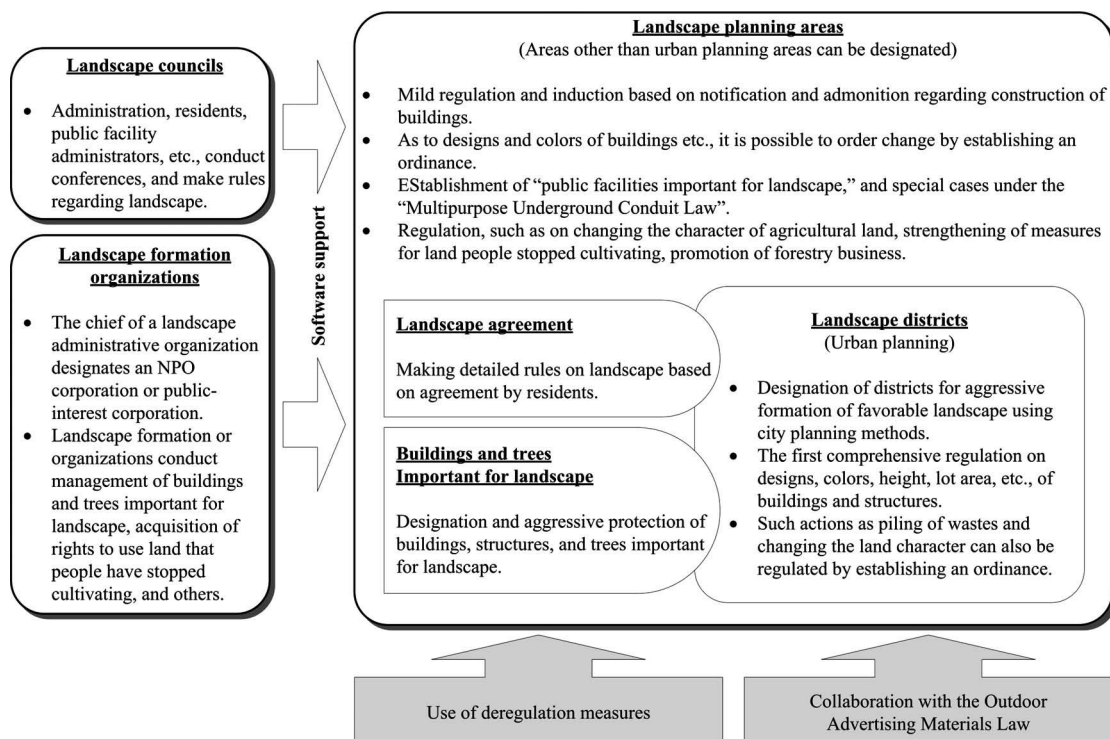 Landscape councils
• Administration, residents,
public facility
administrators, etc., conduct
conferences, and make rules
regarding landscape.
Landscape formation
organizations
• The chief of a landscape
administrative organization
designates an NPO
corporation or public-
interest corporation.
• Landscape formation or
organizations conduct
management of buildings
and trees important for
landscape, acquisition of
rights to use land that
people have stopped
cultivating, and others.
Software support
Landscape planning areas
(Areas other than urban planning areas can be designated)
• Mild regulation and induction based on notification and admonition regarding construction of
buildings.
• As to designs and colors of buildings etc., it is possible to order change by establishing an
ordinance.
• EStablishment of “public facilities important for landscape,” and special cases under the
“Multipurpose Underground Conduit Law”.
• Regulation, such as on changing the character of agricultural land, strengthening of measures
for land people stopped cultivating, promotion of forestry business.
Landscape agreement
Making detailed rules on landscape based
on agreement by residents.
Buildings and trees
Important for landscape
Designation and aggressive protection of
buildings, structures, and trees important
for landscape.
Landscape districts
(Urban planning)
• Designation of districts for aggressive
formation of favorable landscape using
city planning methods.
• The first comprehensive regulation on
designs, colors, height, lot area, etc., of
buildings and structures.
• Such actions as piling of wastes and
changing the land character can also be
regulated by establishing an ordinance.
Use of deregulation measures
Collaboration with the Outdoor
Advertising Materials Law